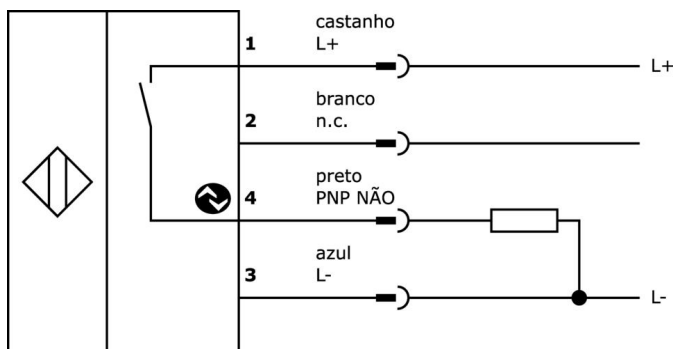 castanho
1 L+ L+
branco
2 n.c.
preto
4 PNP NÃO
azul
3 L- L-